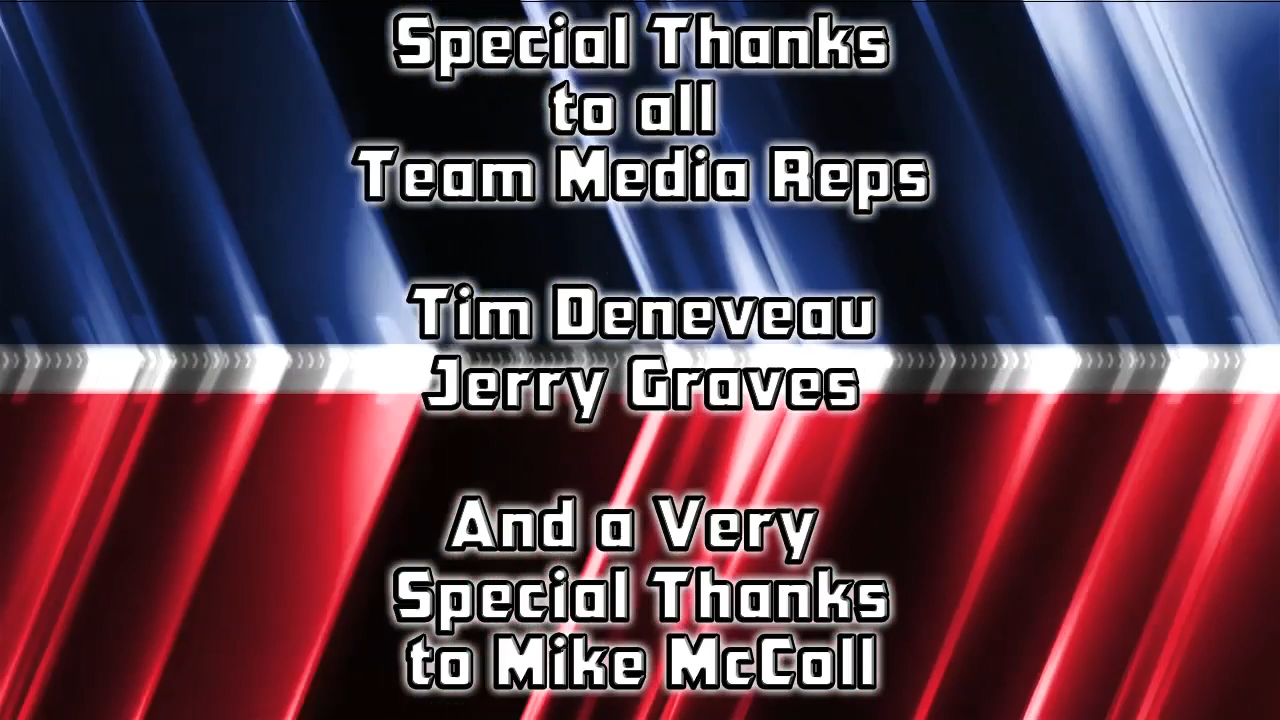 Special Thanks
to all
Team Media Reps
Tim Deneveau
Jerry Graves
And a Very
Special Thanks
to Mike McColl